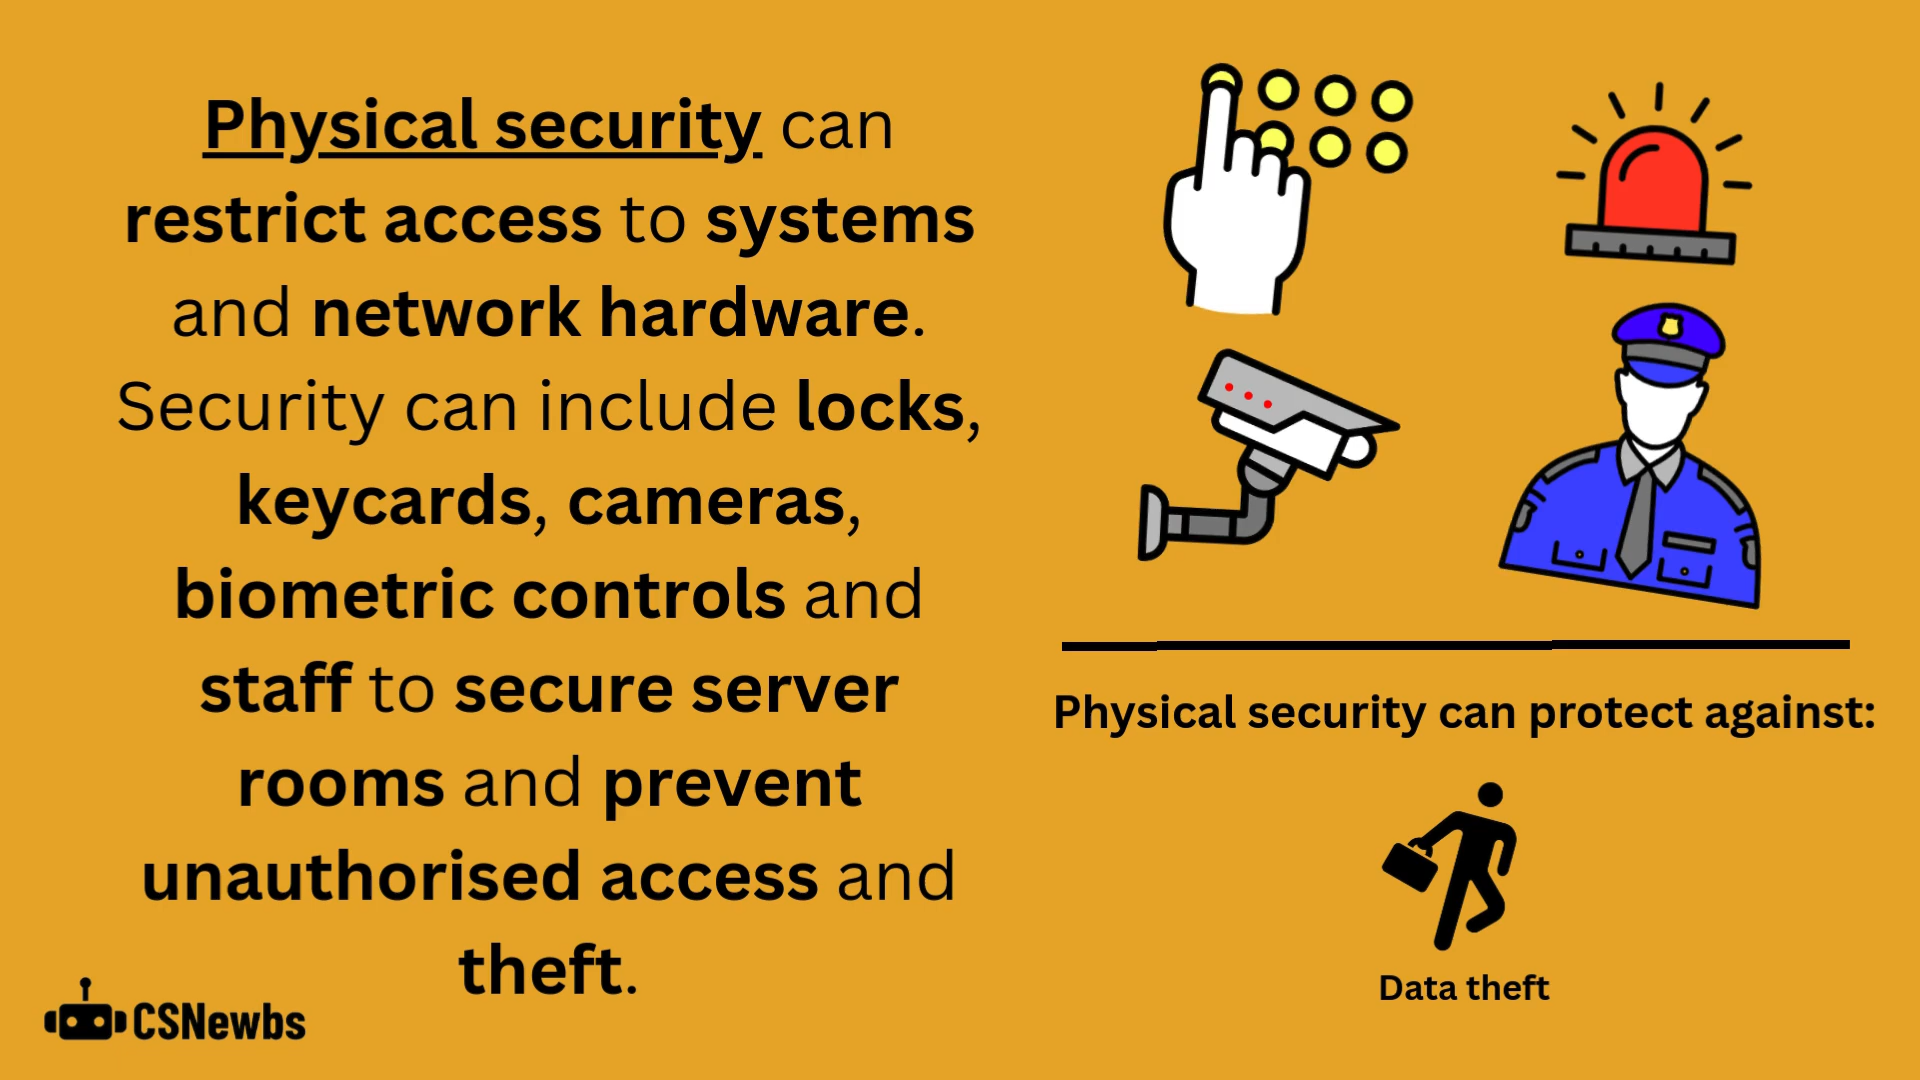 Physical security can
restrict access to systems
and network hardware.
Security can include locks,
keycards, cameras,
biometric controls and
staff to secure server
rooms and prevent
unauthorised access and
theft.
Physical security can protect against:
Data theft
CSNewbs